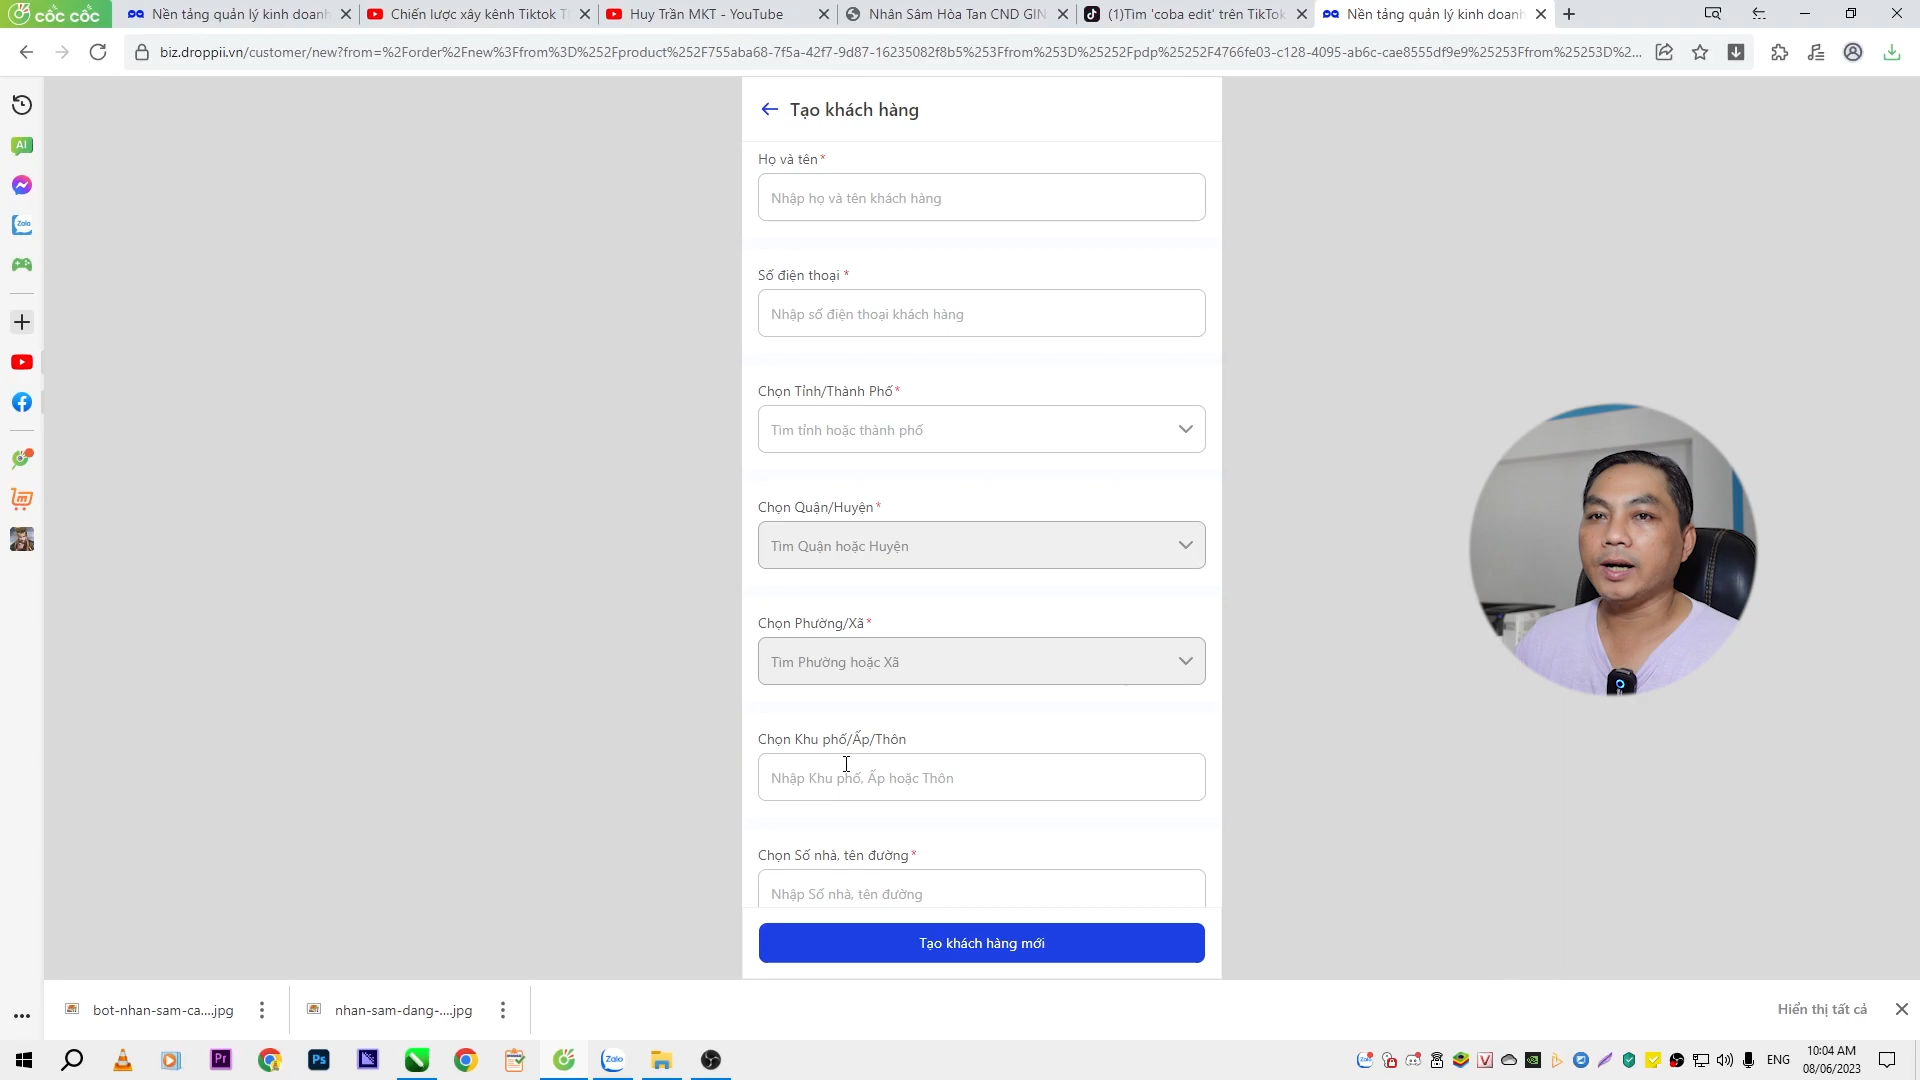 cốc cốc
Nền tảng quản lý kinh doanh
Chiến lược xây kênh Tiktok T
Huy Trần MKT - YouTube
Nhân Sâm Hòa Tan CND GIN
(1)Tìm 'coba edit' trên TikTok
Nền tảng quản lý kinh doanh
biz.droppii.vn/customer/new?from=%2Forder%2Fnew%3Ffrom%3D%252Fproduct%252F755aba68-7f5a-42f7-9d87-16235082f8b5%253Ffrom%253D%25252Fpdp%25252F4766fe03-c128-4095-ab6c-cae8555df9e9%25253Ffrom%25253D%2...
AI
Zalo
Tạo khách hàng
Họ và tên*
Nhập họ và tên khách hàng
Số điện thoại *
Nhập số điện thoại khách hàng
Chọn Tỉnh/Thành Phố*
Tìm tỉnh hoặc thành phố
Chọn Quận/Huyện*
Tìm Quận hoặc Huyện
Chọn Phường/Xã*
Tìm Phường hoặc Xã
Chọn Khu phố/Ấp/Thôn
Nhập Khu phố, Ấp hoặc Thôn
Chọn Số nhà, tên đường*
Nhập Số nhà, tên đường
Tạo khách hàng mới
bot-nhan-sam-ca....jpg
nhan-sam-dang-....jpg
Hiển thị tất cả
Pr
Ps
Zalo
ENG
10:04 AM
08/06/2023